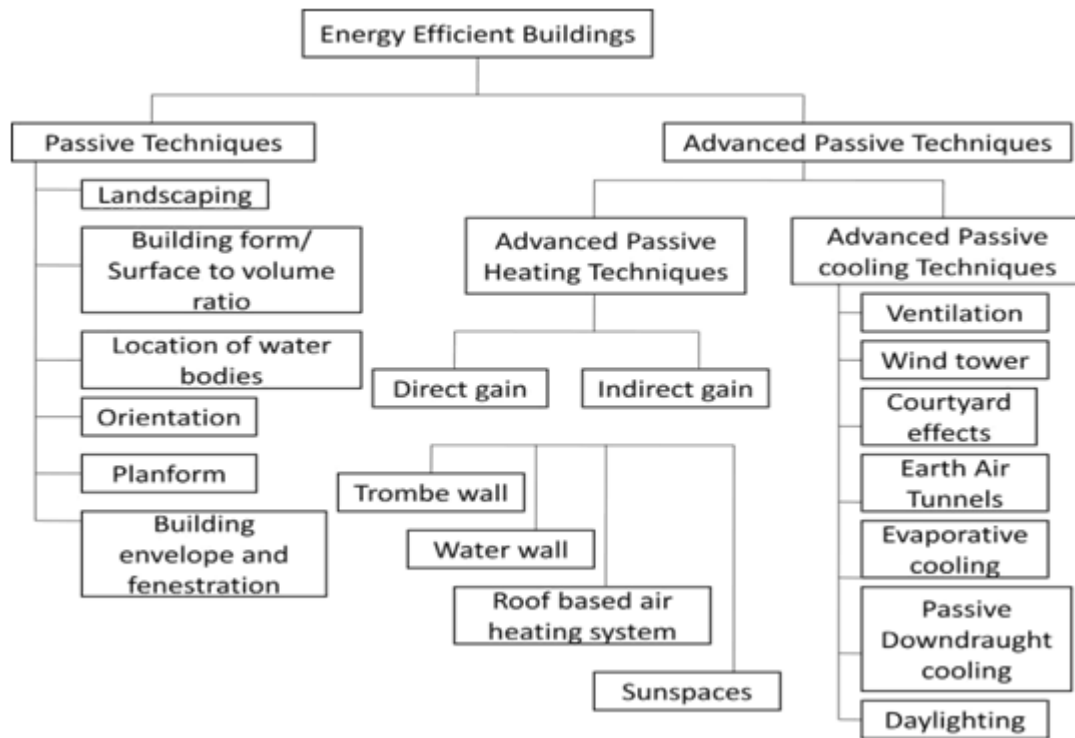 Energy Efficient Buildings
Passive Techniques
Landscaping
Building form/
Surface to volume
ratio
Location of water
bodies
Orientation
Planform
Building
envelope and
fenestration
Advanced Passive Techniques
Advanced Passive
Heating Techniques
Direct gain
Indirect gain
Trombe wall
Water wall
Roof based air
heating system
Sunspaces
Advanced Passive
cooling Techniques
Ventilation
Wind tower
Courtyard
effects
Earth Air
Tunnels
Evaporative
cooling
Passive
Downdraught
cooling
Daylighting